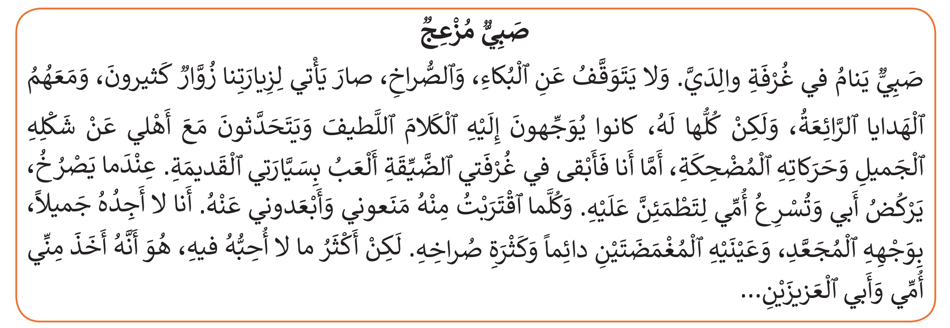 صَبِيٌّ مُزْعِجٌ
صَبِيٌّ يَنامُ في غُرْفَةِ والِدَيَّ. وَلا يَتَوَقَّفُ عَنِ ٱلْبُكاءِ، وَٱلصُّراخِ، صارَ يَأْتي لِزِيارَتِنا زُوَّارٌ كَثيرونَ، وَمَعَهُمُ
ٱلْهَدايا ٱلرَّائِعَةُ، وَلَكِنْ كُلُّها لَهُ، كانوا يُوَجِّهونَ إِلَيْهِ ٱلْكَلامَ ٱللَّطيفَ وَيَتَحَدَّثونَ مَعَ أَهْلي عَنْ شَكْلِهِ
ٱلْجَميلِ وَحَرَكاتِهِ ٱلْمُضْحِكَةِ، أَمَّا أَنا فَأَبْقى في غُرْفَتي ٱلضَّيِّقَةِ أَلْعَبُ بِسَيَّارَتي ٱلْقَديمَةِ. عِنْدَما يَصْرُخُ،
يَرْكُضُ أَبي وَتُسْرِعُ أُمِّي لِتَطْمَئِنَّ عَلَيْهِ. وَكُلَّما ٱقْتَرَبْتُ مِنْهُ مَنَعوني وَأَبْعَدوني عَنْهُ. أَنا لا أَجِدُهُ جَميلاً،
بِوَجْهِهِ ٱلْمُجَعَّدِ، وَعَيْنَيْهِ ٱلْمُغْمَضَتَيْنِ دائِماً وَكَثْرَةِ صُراخِهِ. لَكِنْ أَكْثَرُ ما لا أُحِبُّهُ فيهِ، هُوَ أَنَّهُ أَخَذَ مِنِّي
أُمِّي وَأَبي ٱلْعَزيزَيْنِ...